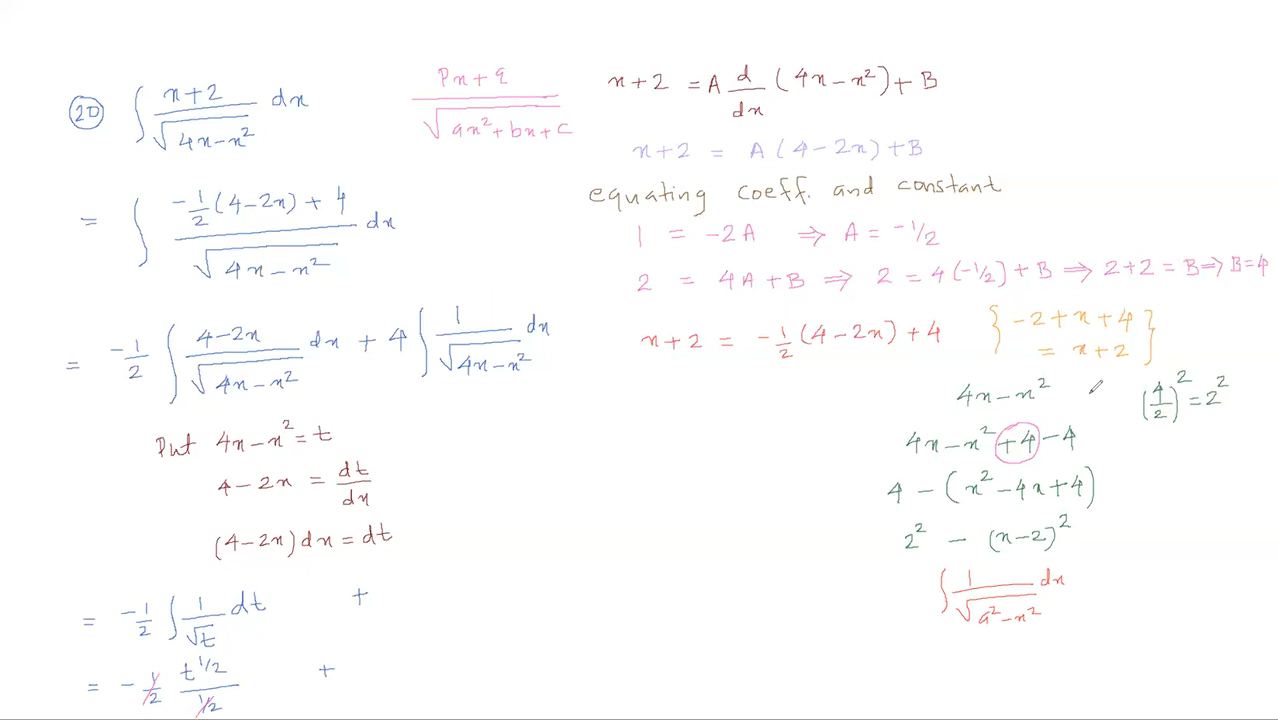 20 ∫ x+2 / √(4x-x²) dx
Px+q / √(ax²+bx+c)
= ∫ -1/2 (4-2x) + 4 / √(4x-x²) dx
= -1/2 ∫ 4-2x / √(4x-x²) dx + 4 ∫ 1 / √(4x-x²) dx
Put 4x-x² = t
4-2x = dt/dx
(4-2x) dx = dt
= -1/2 ∫ 1/√t dt +
= - 1/2 t^1/2 / 1/2 +
x+2 = A d/dx (4x-x²) + B
x+2 = A (4-2x) + B
equating coeff. and constant
1 = -2A ⇒ A = -1/2
2 = 4A+B ⇒ 2 = 4(-1/2) + B ⇒ 2+2 = B ⇒ B=4
x+2 = -1/2 (4-2x) + 4
{ -2+x+4
= x+2 }
4x-x²
(4/2)² = 2²
4x-x² +4 -4
4 - (x²-4x+4)
2² - (x-2)²
∫ 1 / √(a²-x²) dx